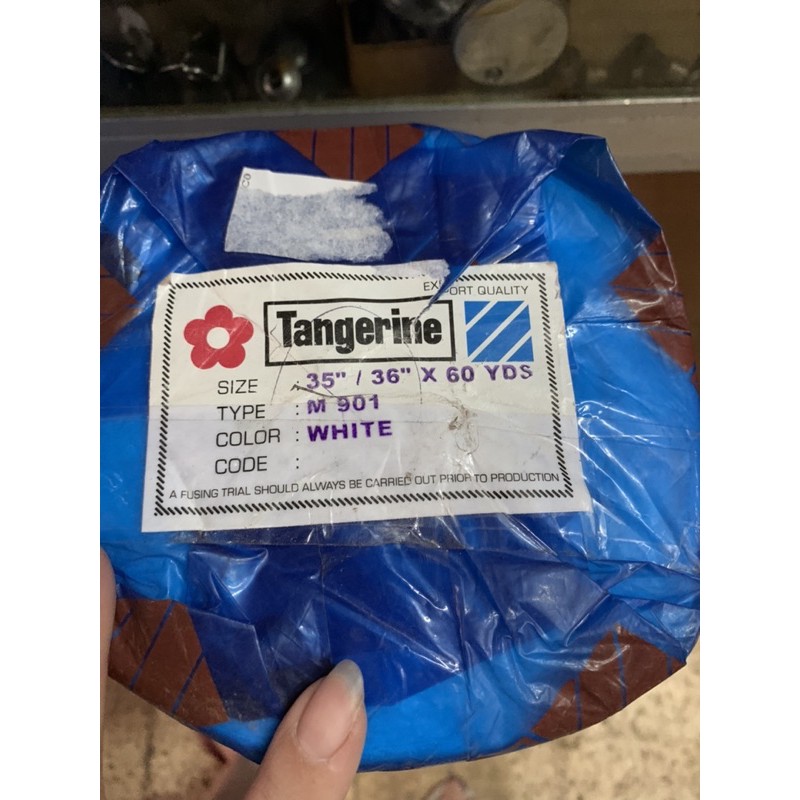 EXPORT QUALITY
Tangerine
SIZE : 35" / 36" X 60 YDS
TYPE : M 901
COLOR : WHITE
CODE :
A FUSING TRIAL SHOULD ALWAYS BE CARRIED OUT PRIOR TO PRODUCTION